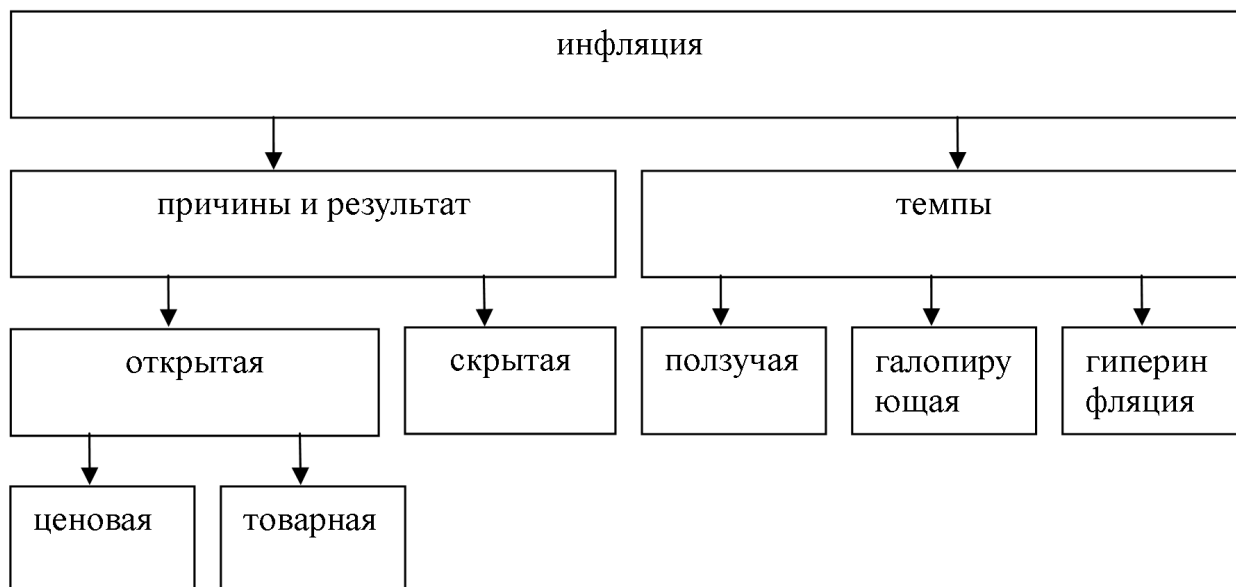 инфляция
причины и результат
темпы
открытая
скрытая
ползучая
галопиру
ющая
гиперин
фляция
ценовая
товарная